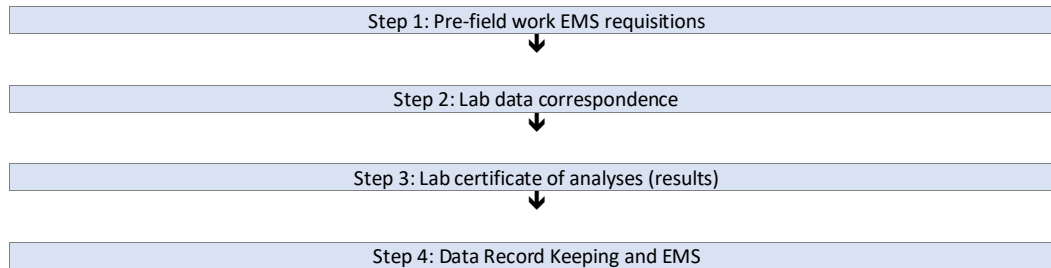 Step 1: Pre-field work EMS requisitions
Step 2: Lab data correspondence
Step 3: Lab certificate of analyses (results)
Step 4: Data Record Keeping and EMS